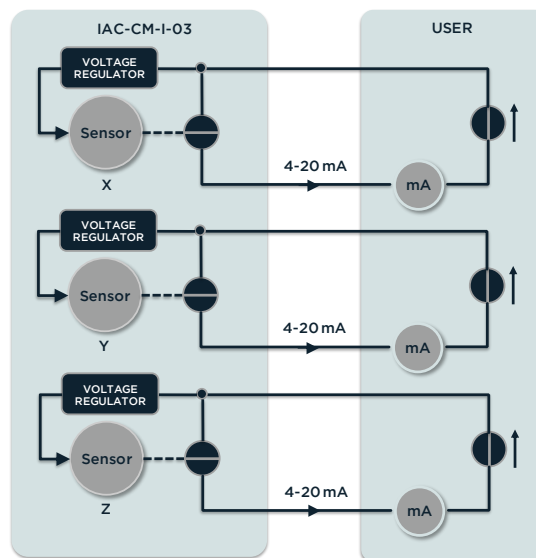 IAC-CM-I-03
USER
VOLTAGE
REGULATOR
Sensor
X
4-20 mA
mA
VOLTAGE
REGULATOR
Sensor
Y
4-20 mA
mA
VOLTAGE
REGULATOR
Sensor
Z
4-20 mA
mA